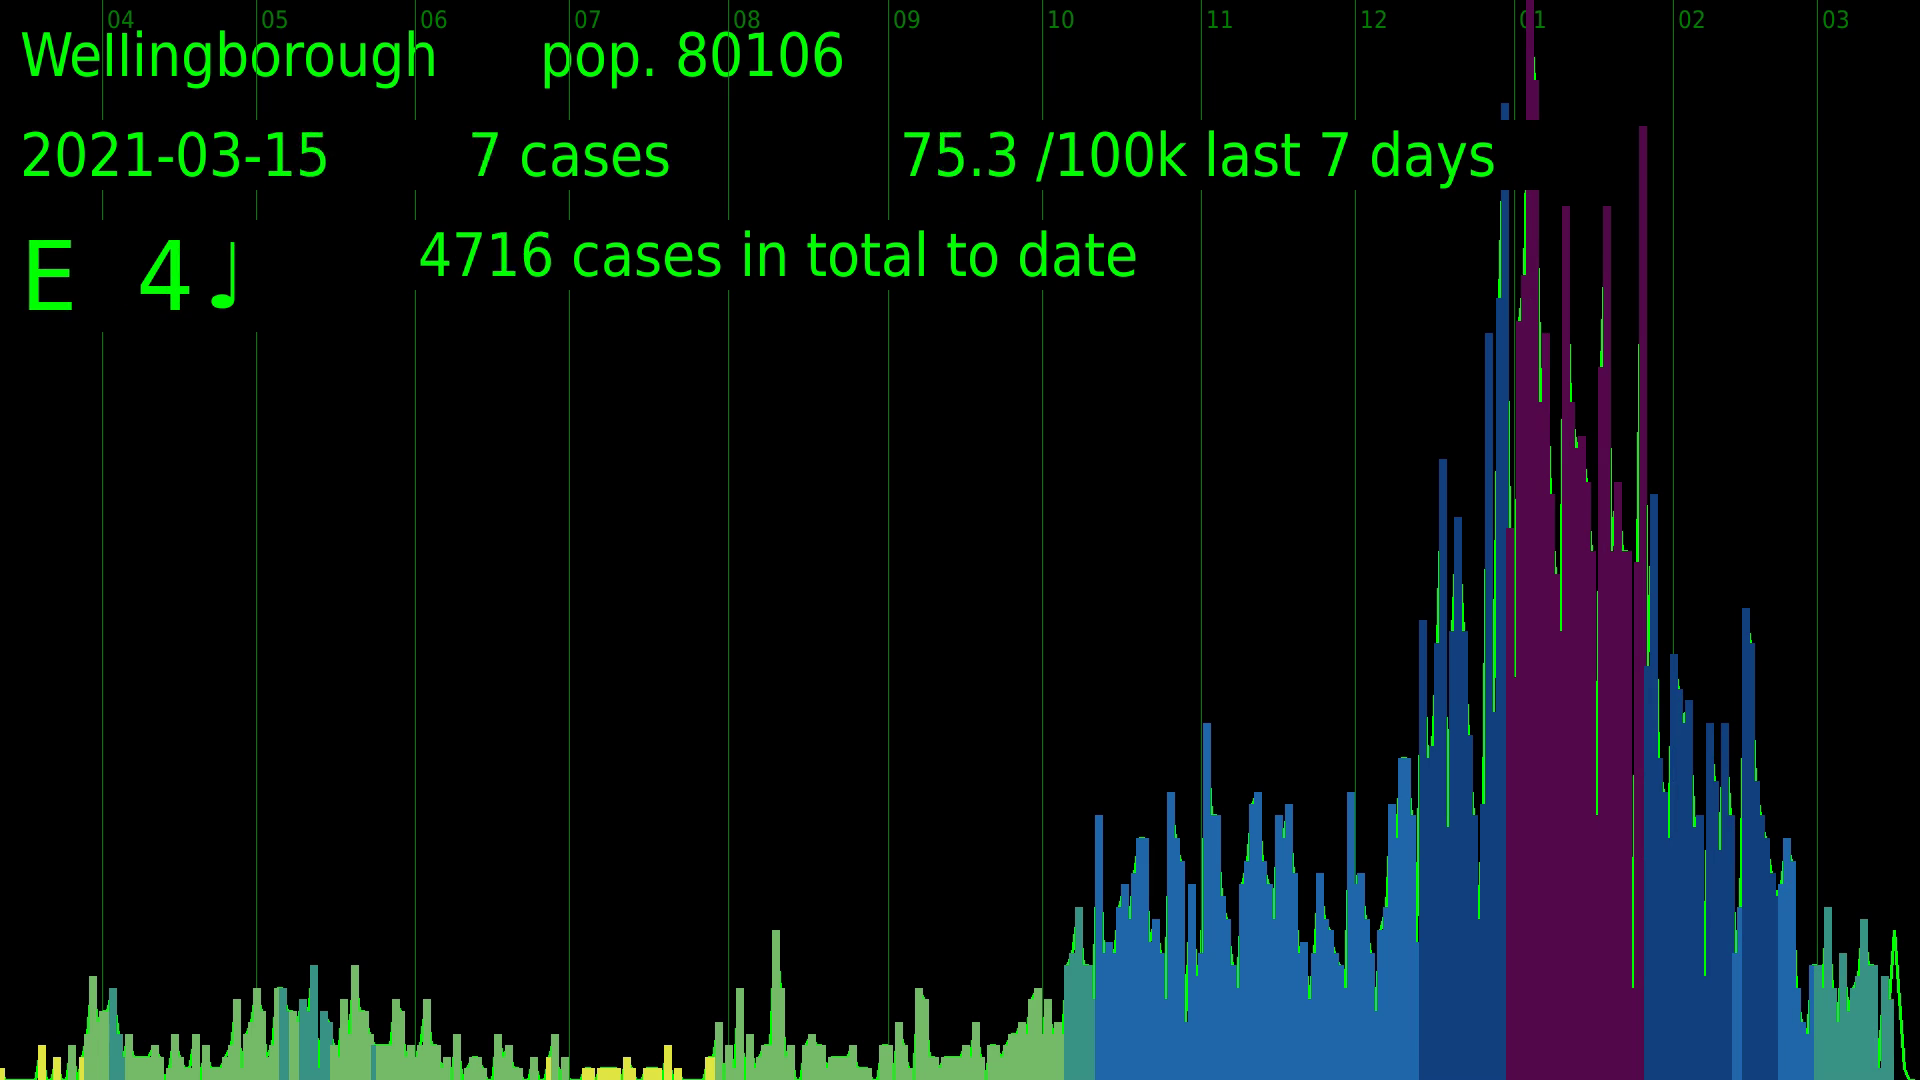 04 05 06 07 08 09 10 11 12 01 02 03
Wellingborough pop. 80106
2021-03-15 7 cases 75.3 /100k last 7 days
E 4♩ 4716 cases in total to date